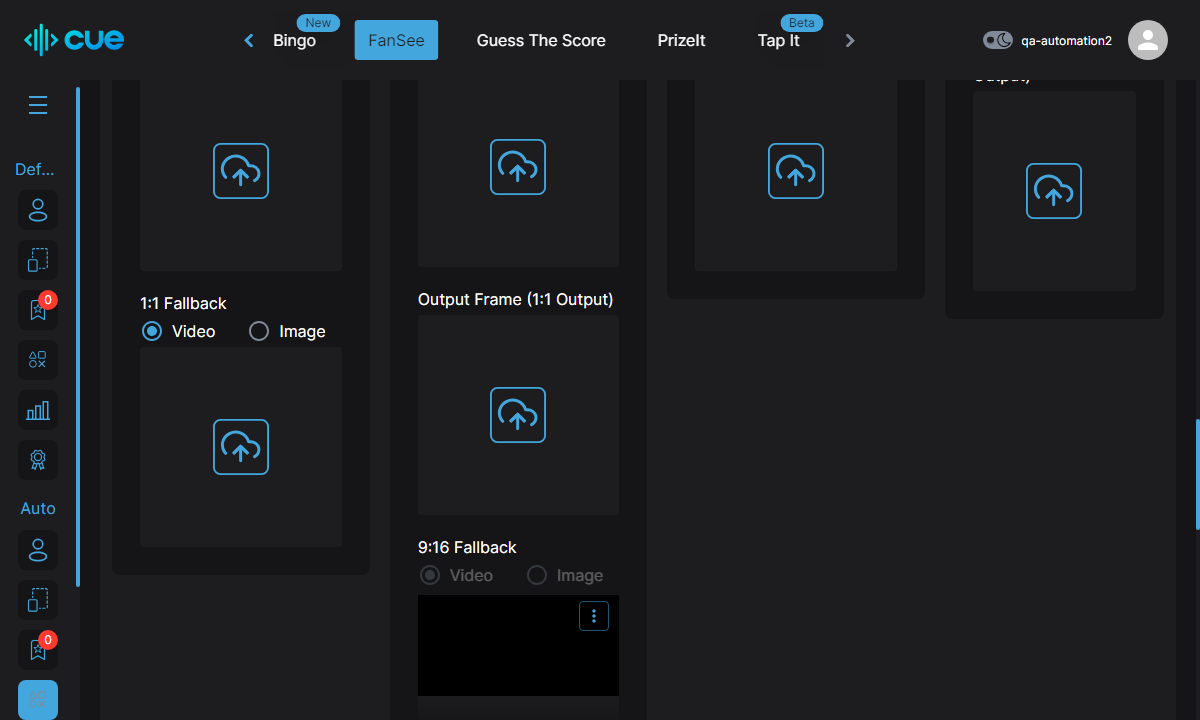 cue
New
Beta
Bingo
FanSee
Guess The Score
PrizeIt
Tap It
qa-automation2
Def...
0
Auto
0
1:1 Fallback
Video
Image
Output Frame (1:1 Output)
9:16 Fallback
Video
Image